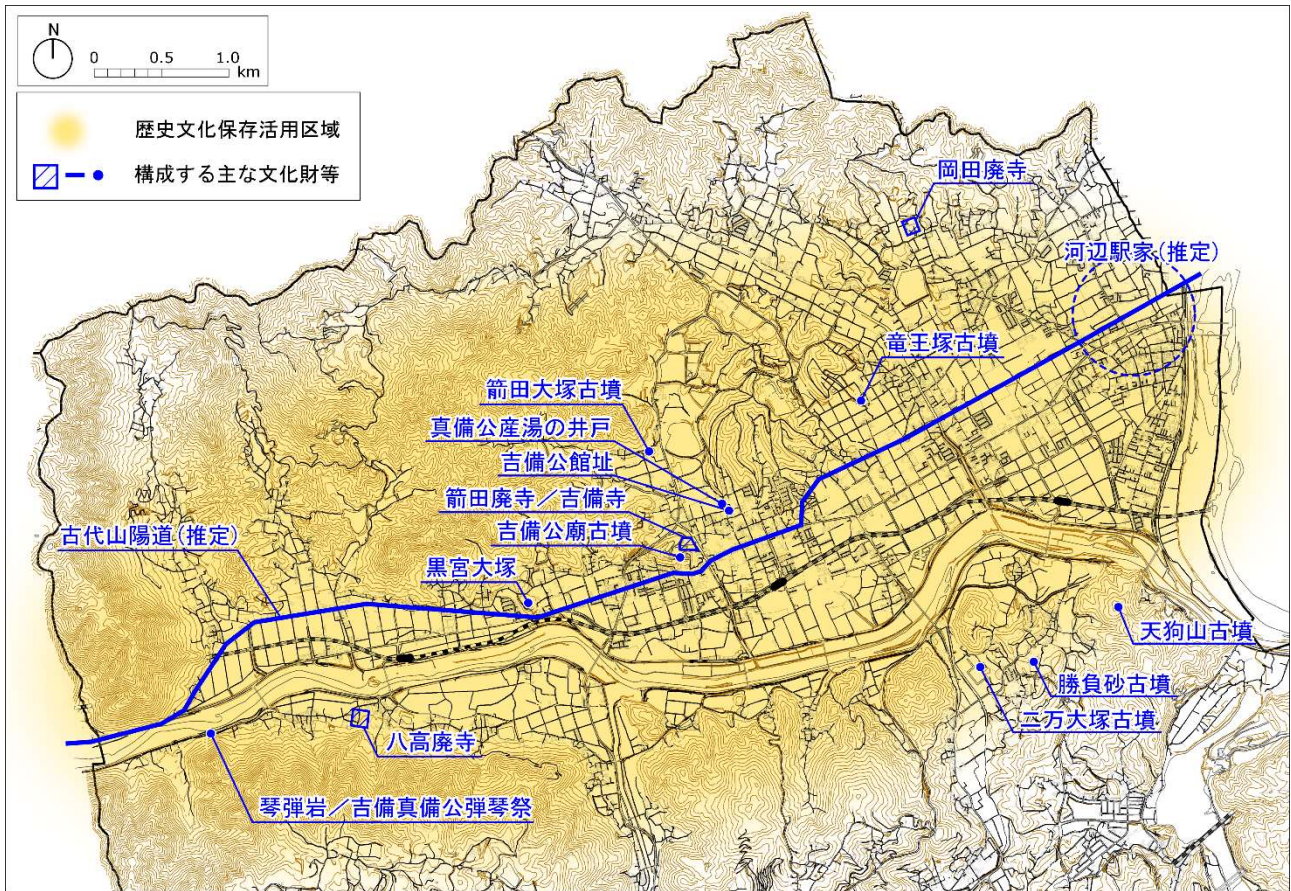 N
0 0.5 1.0
km
歴史文化保存活用区域
構成する主な文化財等
岡田廃寺
河辺駅家(推定)
竜王塚古墳
箭田大塚古墳
真備公産湯の井戸
吉備公館址
箭田廃寺／吉備寺
吉備公廟古墳
古代山陽道(推定)
黒宮大塚
天狗山古墳
勝負砂古墳
二万大塚古墳
八高廃寺
琴弾岩／吉備真備公弾琴祭